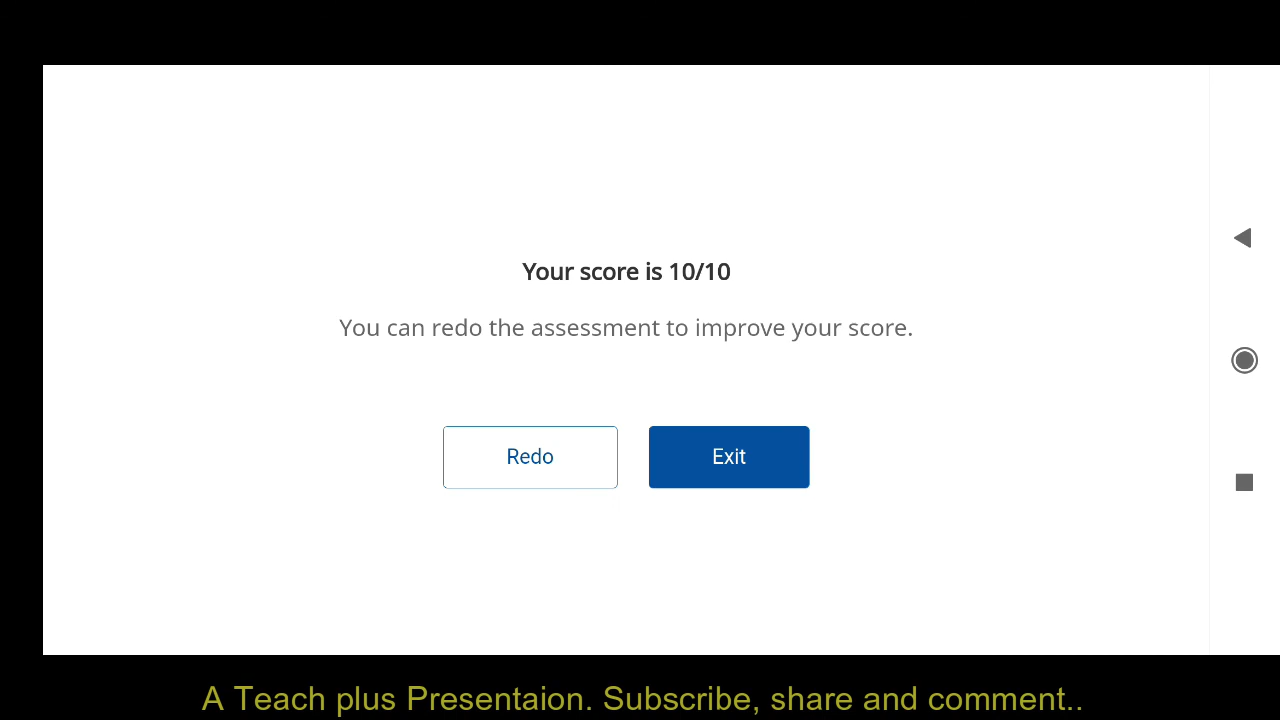 Your score is 10/10
You can redo the assessment to improve your score.
Redo
Exit
A Teach plus Presentaion. Subscribe, share and comment..